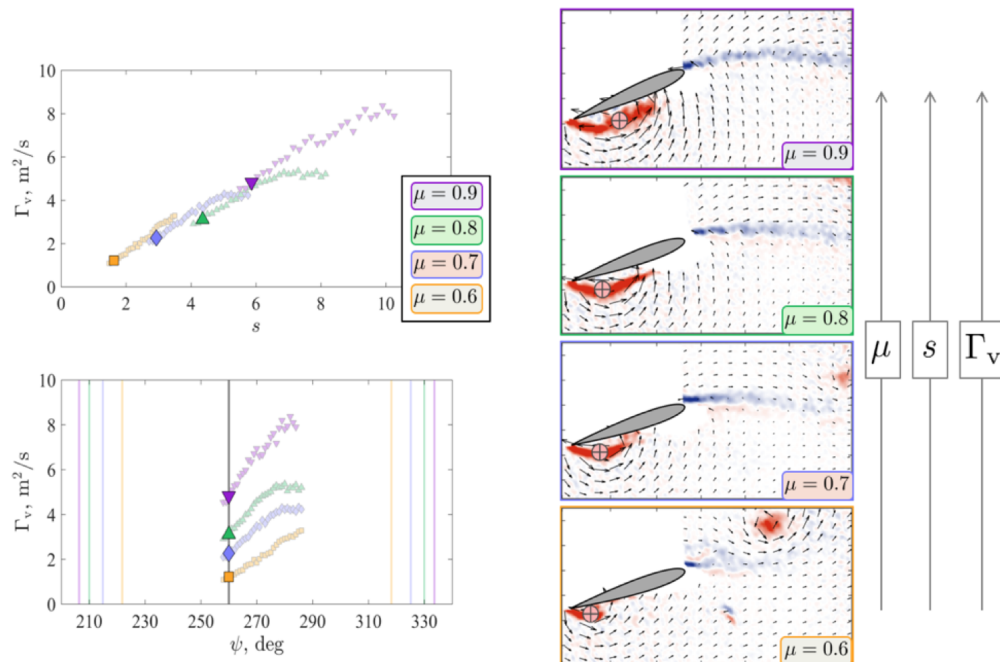 10
8
6
4
2
0
Γv, m²/s
0 2 4 6 8 10
s
μ = 0.9
μ = 0.8
μ = 0.7
μ = 0.6
10
8
6
4
2
0
Γv, m²/s
210 230 250 270 290 310 330
ψ, deg
μ = 0.9
μ = 0.8
μ = 0.7
μ = 0.6
μ s Γv